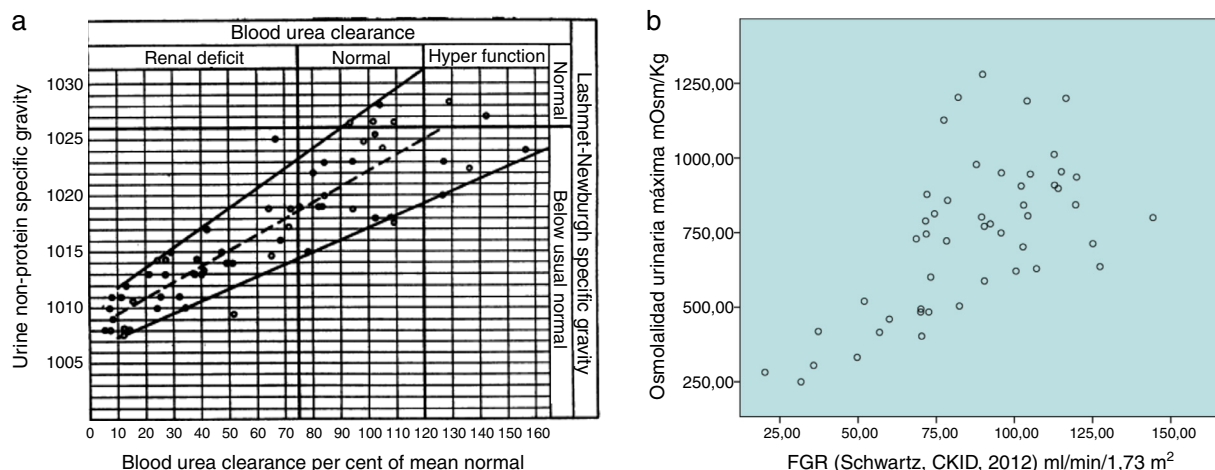 a
Blood urea clearance
Renal deficit
Normal
Hyper function
Normal
Below usual normal
Lashmet-Newburgh specific gravity
Urine non-protein specific gravity
1030
1025
1020
1015
1010
1005
0 10 20 30 40 50 60 70 80 90 100 110 120 130 140 150 160
Blood urea clearance per cent of mean normal
b
Osmolalidad urinaria máxima mOsm/Kg
1250,00
1000,00
750,00
500,00
250,00
25,00 50,00 75,00 100,00 125,00 150,00
FGR (Schwartz, CKID, 2012) ml/min/1,73 m²